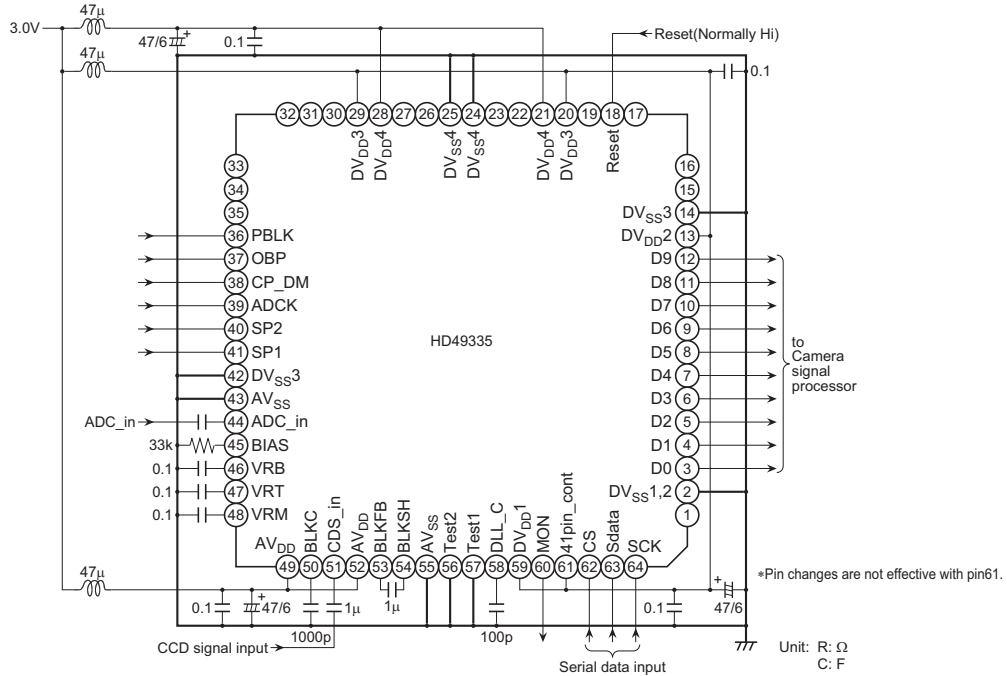 3.0V
47μ
47/6
+
0.1
Reset(Normally Hi)
47μ
0.1
32 31 30 29 28 27 26 25 24 23 22 21 20 19 18 17
DVDD3
DVDD4
DVSS4
DVSS4
DVDD4
DVDD3
Reset
33
34
35
36 PBLK
37 OBP
38 CP_DM
39 ADCK
40 SP2
41 SP1
42 DVSS3
43 AVSS
ADC_in
44 ADC_in
33k
45 BIAS
0.1
46 VRB
0.1
47 VRT
0.1
48 VRM
HD49335
16
15
DVSS3 14
DVDD2 13
D9 12
D8 11
D7 10
D6 9
D5 8
D4 7
D3 6
D2 5
D1 4
D0 3
DVSS1,2 2
1
to
Camera
signal
processor
AVDD
BLKC
CDS_in
AVDD
BLKFB
BLKSH
AVSS
Test2
Test1
DLL_C
DVDD1
MON
41pin_cont
CS
Sdata
SCK
49 50 51 52 53 54 55 56 57 58 59 60 61 62 63 64
47μ
0.1
+
47/6
1000p
1μ
1μ
100p
0.1
+
47/6
*Pin changes are not effective with pin61.
CCD signal input
Serial data input
Unit: R: Ω
C: F